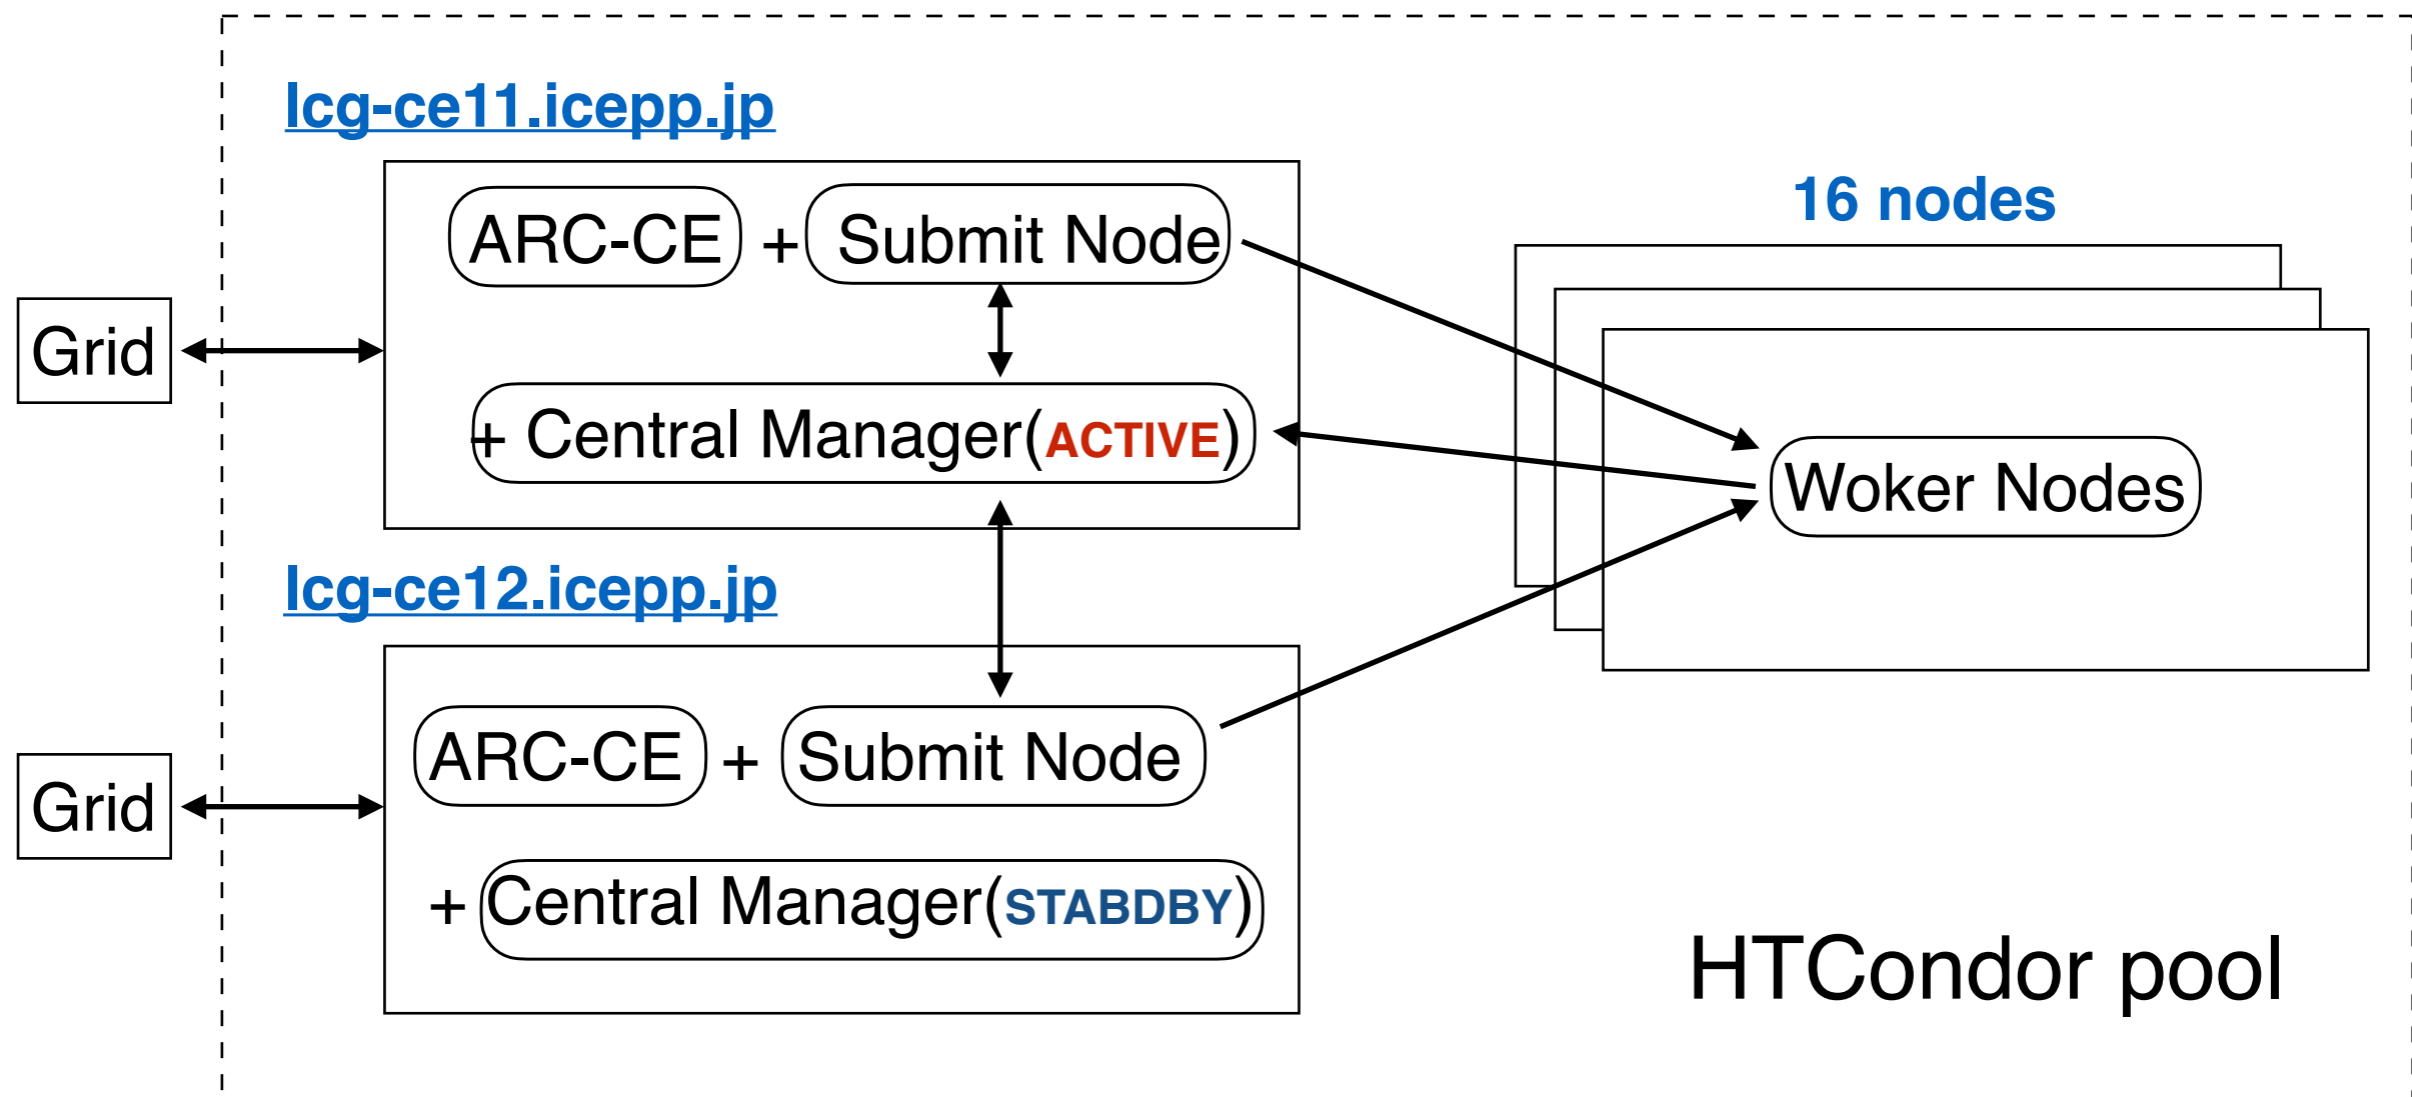 lcg-ce11.icepp.jp
ARC-CE + Submit Node
+ Central Manager(ACTIVE)
Grid
16 nodes
Woker Nodes
lcg-ce12.icepp.jp
ARC-CE + Submit Node
+ Central Manager(STABDBY)
Grid
HTCondor pool